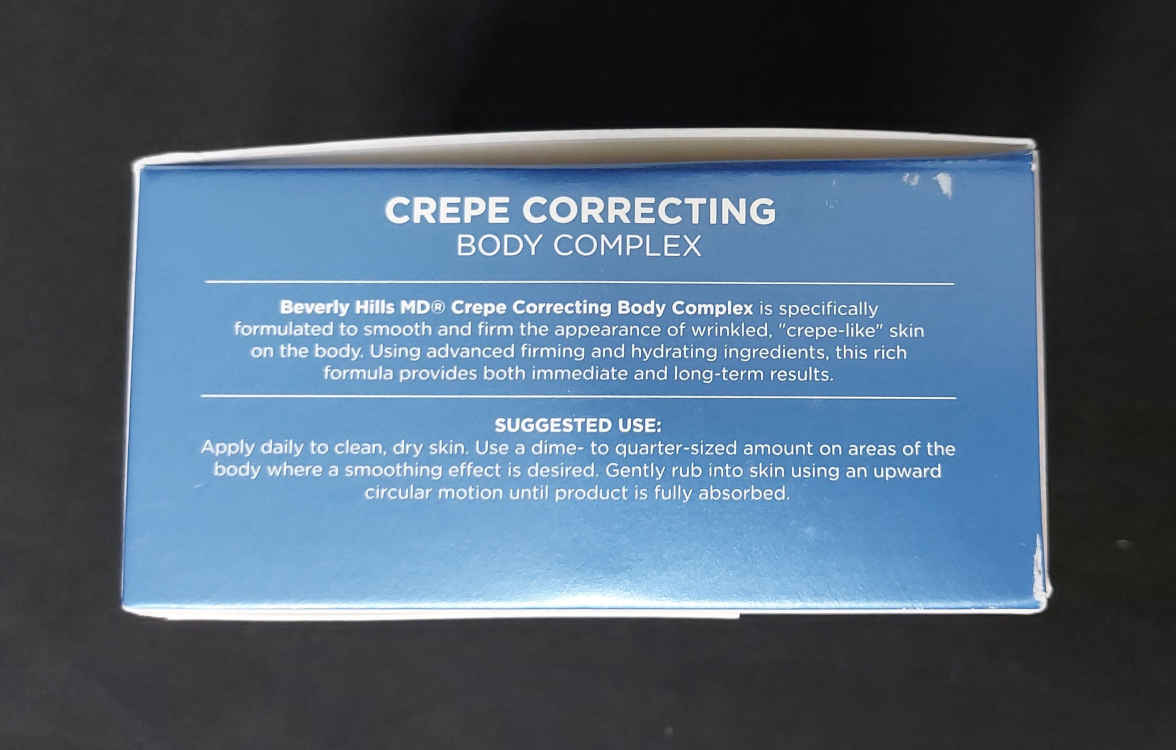 CREPE CORRECTING
BODY COMPLEX
Beverly Hills MD® Crepe Correcting Body Complex is specifically
formulated to smooth and firm the appearance of wrinkled, "crepe-like" skin
on the body. Using advanced firming and hydrating ingredients, this rich
formula provides both immediate and long-term results.
SUGGESTED USE:
Apply daily to clean, dry skin. Use a dime- to quarter-sized amount on areas of the
body where a smoothing effect is desired. Gently rub into skin using an upward
circular motion until product is fully absorbed.